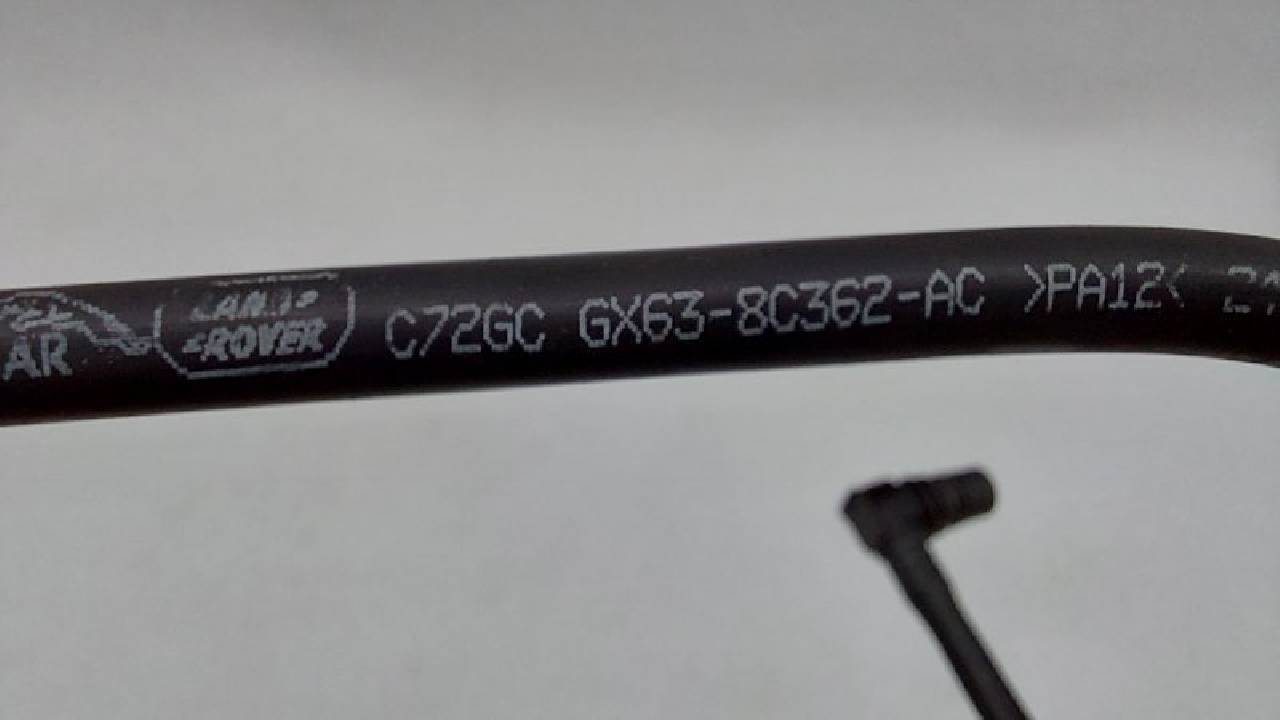 AR LAND ROVER C72GC GX63-8C362-AC >PA12<